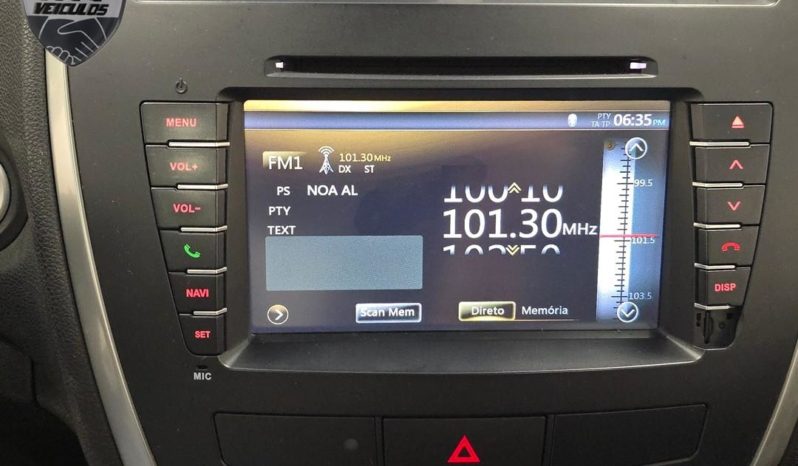 VEÍCULOS
MENU
VOL+
VOL-
NAVI
SET
MIC
PTY
TA TP
06:35PM
FM1
101.30MHz
DX ST
PS NOA AL
PTY
TEXT
101.30MHz
99.5
101.5
103.5
Scan Mem
Direto
Memória
DISP